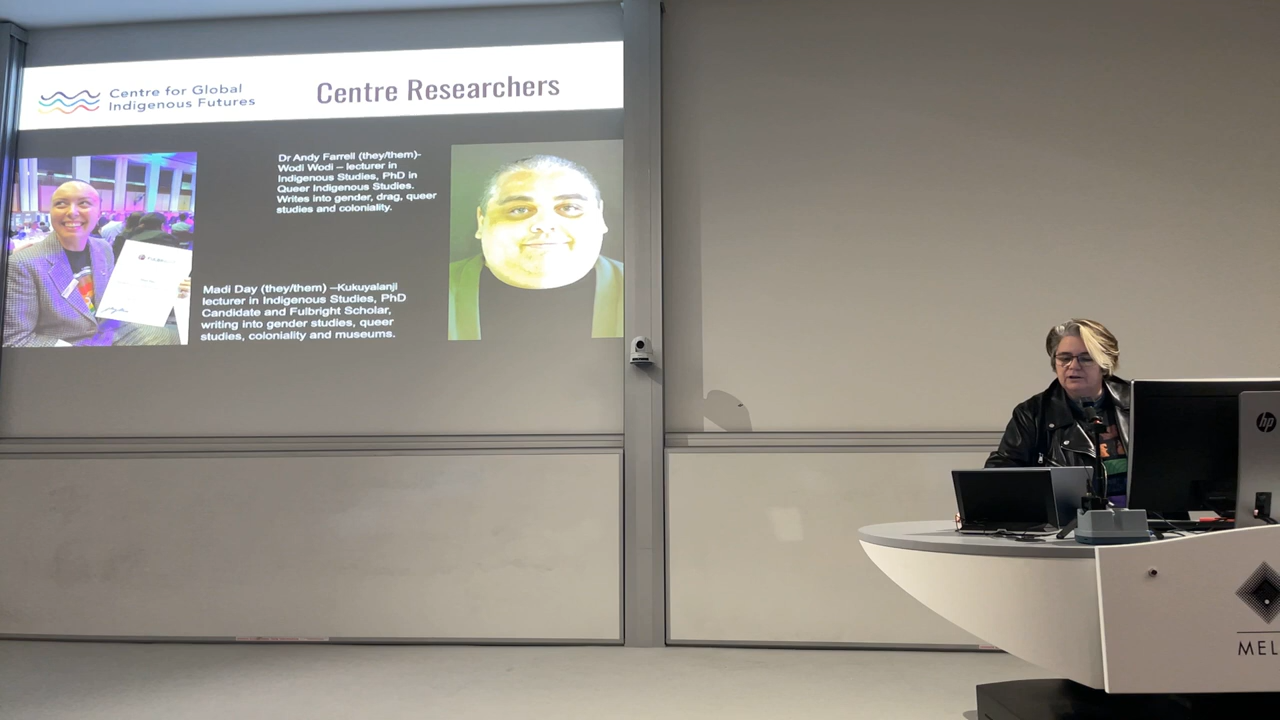 Centre for Global
Indigenous Futures
Centre Researchers
Dr Andy Farrell (they/them)-
Wodi Wodi – lecturer in
Indigenous Studies, PhD in
Queer Indigenous Studies.
Writes into gender, drag, queer
studies and coloniality.
Madi Day (they/them) –Kukuyalanji
lecturer in Indigenous Studies, PhD
Candidate and Fulbright Scholar,
writing into gender studies, queer
studies, coloniality and museums.
hp
MEL